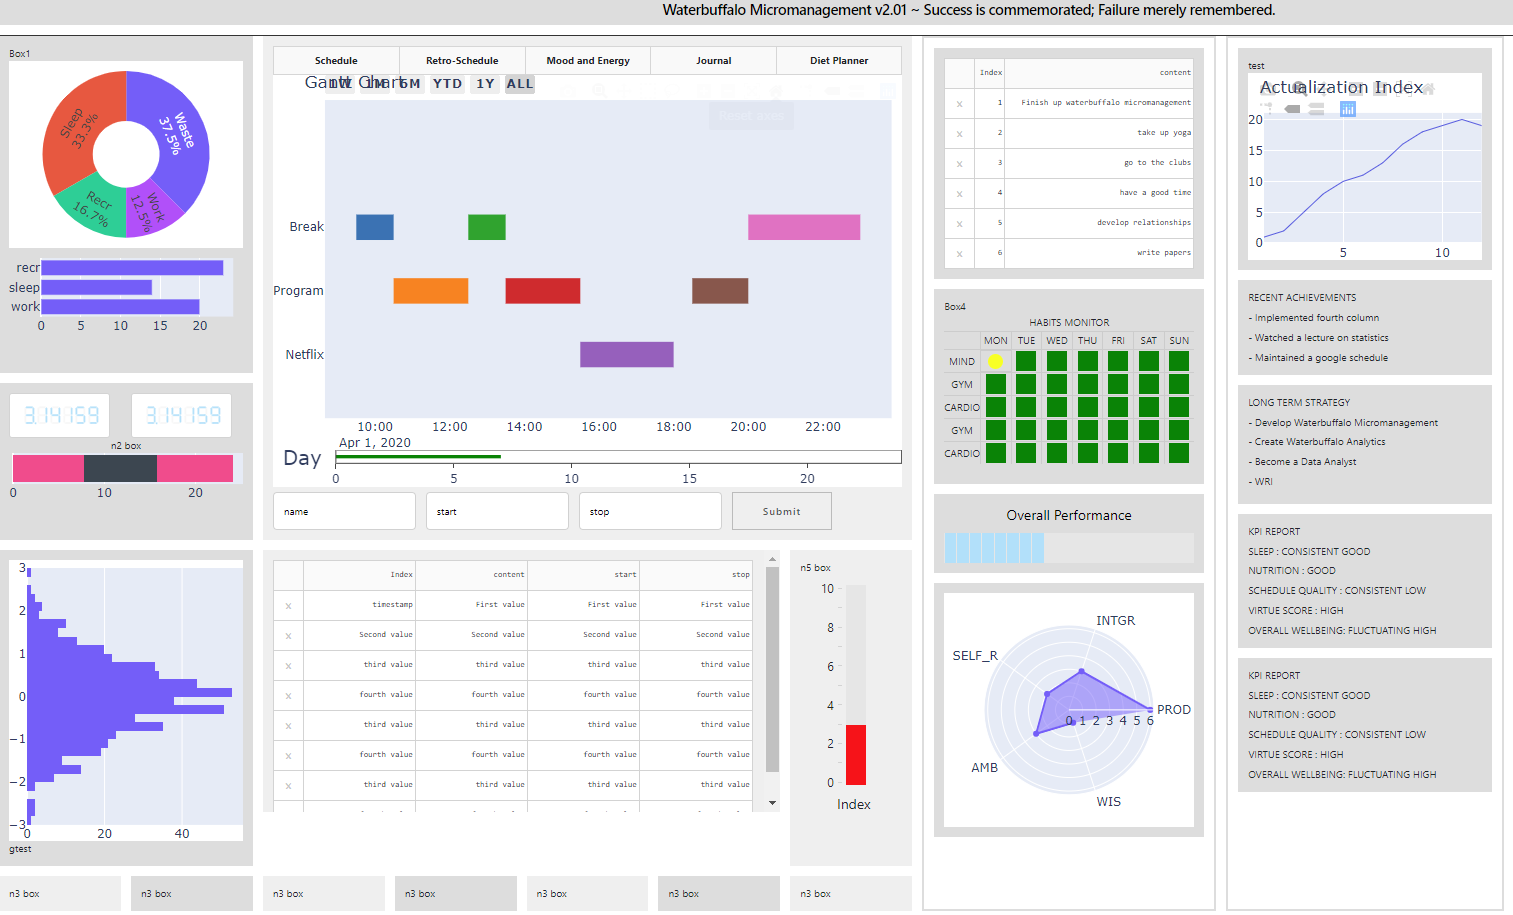 Waterbuffalo Micromanagement v2.01 ~ Success is commemorated; Failure merely remembered.
Box1
Sleep
33.3%
Waste
37.5%
Recr
16.7%
Work
12.5%
recr
sleep
work
0 5 10 15 20
3.14159 3.14159
n2 box
0 10 20
3
2
1
0
−1
−2
−3
0 20 40
gtest
Schedule Retro-Schedule Mood and Energy Journal Diet Planner
Gantt Chart
1W 1M 6M YTD 1Y ALL
Reset axes
Break
Program
Netflix
10:00 12:00 14:00 16:00 18:00 20:00 22:00
Apr 1, 2020
Day
0 5 10 15 20
name start stop Submit
Index content start stop
x timestamp First value First value First value
x Second value Second value Second value Second value
x third value third value third value third value
x fourth value fourth value fourth value fourth value
x third value third value third value third value
x fourth value fourth value fourth value fourth value
x third value third value third value third value
n5 box
10
8
6
4
2
0
Index
n3 box n3 box n3 box n3 box n3 box n3 box n3 box
Index content
x 1 Finish up waterbuffalo micromanagement
x 2 take up yoga
x 3 go to the clubs
x 4 have a good time
x 5 develop relationships
x 6 write papers
Box4
HABITS MONITOR
MON TUE WED THU FRI SAT SUN
MIND
GYM
CARDIO
GYM
CARDIO
Overall Performance
INTGR
SELF_R
PROD
0 1 2 3 4 5 6
AMB
WIS
test
Actualization Index
20
15
10
5
0
5 10
RECENT ACHIEVEMENTS
- Implemented fourth column
- Watched a lecture on statistics
- Maintained a google schedule
LONG TERM STRATEGY
- Develop Waterbuffalo Micromanagement
- Create Waterbuffalo Analytics
- Become a Data Analyst
- WRI
KPI REPORT
SLEEP : CONSISTENT GOOD
NUTRITION : GOOD
SCHEDULE QUALITY : CONSISTENT LOW
VIRTUE SCORE : HIGH
OVERALL WELLBEING: FLUCTUATING HIGH
KPI REPORT
SLEEP : CONSISTENT GOOD
NUTRITION : GOOD
SCHEDULE QUALITY : CONSISTENT LOW
VIRTUE SCORE : HIGH
OVERALL WELLBEING: FLUCTUATING HIGH